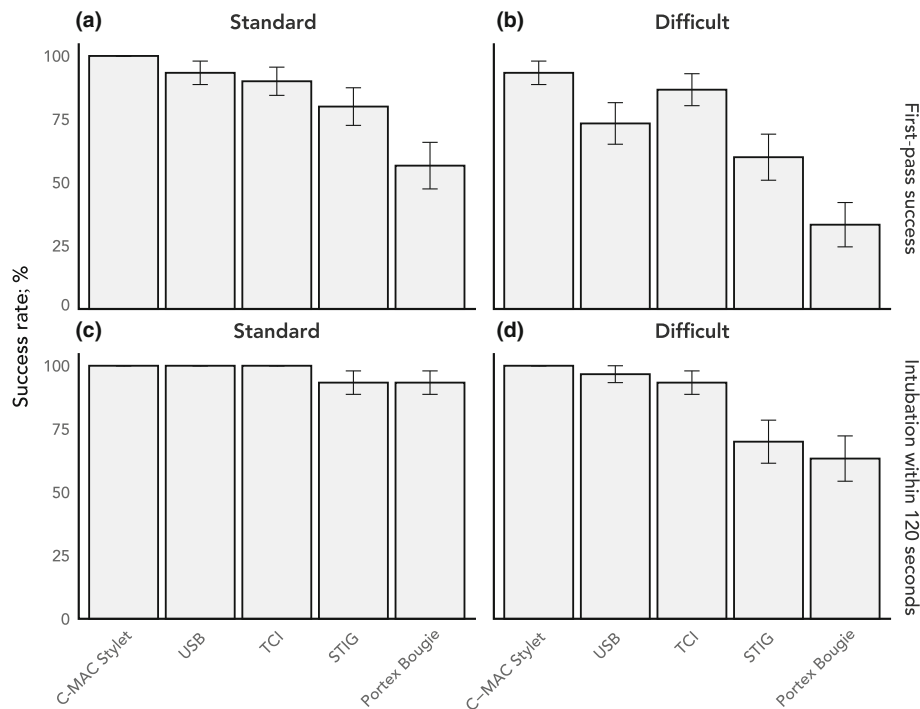 (a) Standard
(b) Difficult
100
75
50
25
0
First-pass success
Success rate; %
(c) Standard
(d) Difficult
100
75
50
25
0
Intubation within 120 seconds
C-MAC Stylet
USB
TCI
STIG
Portex Bougie
C–MAC Stylet
USB
TCI
STIG
Portex Bougie